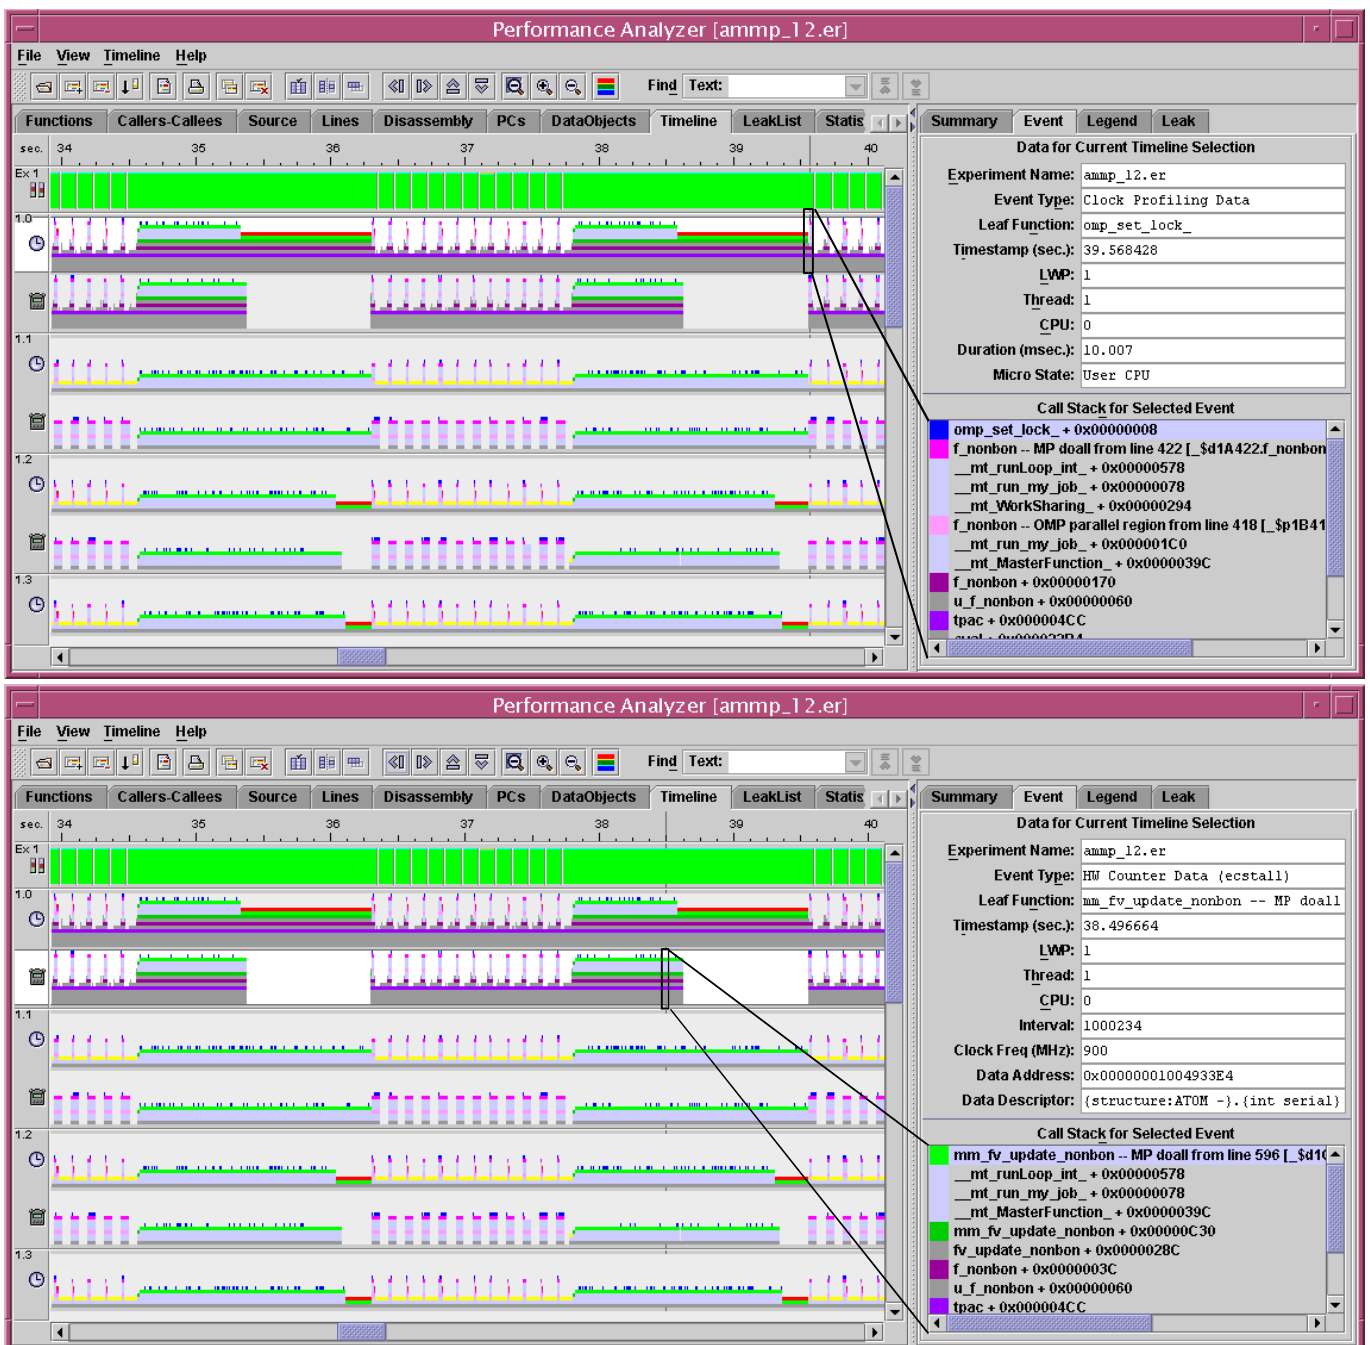 Performance Analyzer [ammp_12.er]
File View Timeline Help
Find Text:
Functions Callers-Callees Source Lines Disassembly PCs DataObjects Timeline LeakList Statis
Summary Event Legend Leak
sec. 34 35 36 37 38 39 40
Ex 1
1.0
1.1
1.2
1.3
Data for Current Timeline Selection
Experiment Name: ammp_12.er
Event Type: Clock Profiling Data
Leaf Function: omp_set_lock_
Timestamp (sec.): 39.568428
LWP: 1
Thread: 1
CPU: 0
Duration (msec.): 10.007
Micro State: User CPU
Call Stack for Selected Event
omp_set_lock_ + 0x00000008
f_nonbon -- MP doall from line 422 [_$d1A422.f_nonbon
__mt_runLoop_int_ + 0x00000578
__mt_run_my_job_ + 0x00000078
__mt_WorkSharing_ + 0x00000294
f_nonbon -- OMP parallel region from line 418 [_$p1B41
__mt_run_my_job_ + 0x000001C0
__mt_MasterFunction_ + 0x0000039C
f_nonbon + 0x00000170
u_f_nonbon + 0x00000060
tpac + 0x000004CC
Performance Analyzer [ammp_12.er]
File View Timeline Help
Find Text:
Functions Callers-Callees Source Lines Disassembly PCs DataObjects Timeline LeakList Statis
Summary Event Legend Leak
sec. 34 35 36 37 38 39 40
Ex 1
1.0
1.1
1.2
1.3
Data for Current Timeline Selection
Experiment Name: ammp_12.er
Event Type: HW Counter Data (ecstall)
Leaf Function: mm_fv_update_nonbon -- MP doall
Timestamp (sec.): 38.496664
LWP: 1
Thread: 1
CPU: 0
Interval: 1000234
Clock Freq (MHz): 900
Data Address: 0x00000001004933E4
Data Descriptor: {structure:ATOM -}.{int serial}
Call Stack for Selected Event
mm_fv_update_nonbon -- MP doall from line 596 [_$d1
__mt_runLoop_int_ + 0x00000578
__mt_run_my_job_ + 0x00000078
__mt_MasterFunction_ + 0x0000039C
mm_fv_update_nonbon + 0x00000C30
fv_update_nonbon + 0x0000028C
f_nonbon + 0x0000003C
u_f_nonbon + 0x00000060
tpac + 0x000004CC